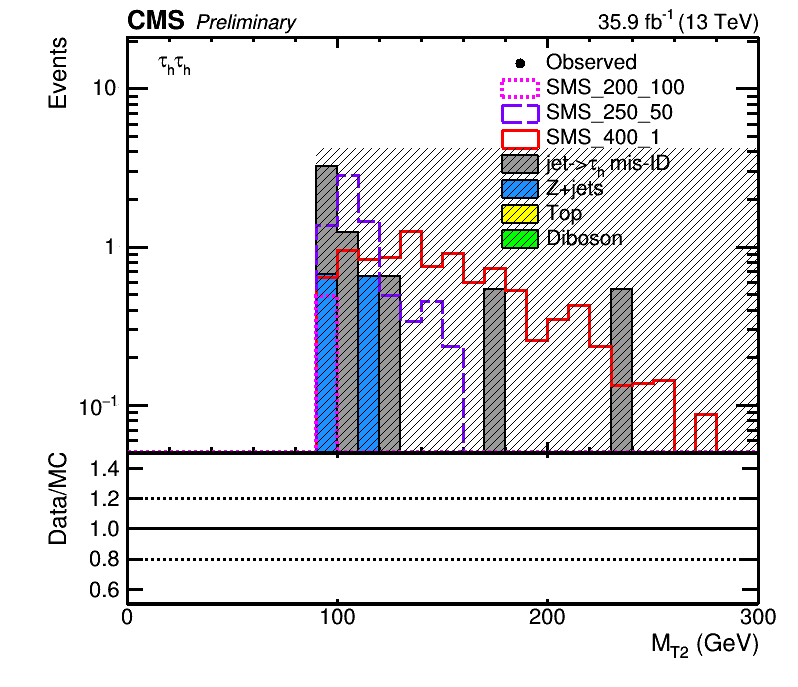 CMS Preliminary 35.9 fb⁻¹ (13 TeV)
Events
τhτh
Observed
SMS_200_100
SMS_250_50
SMS_400_1
jet->τh mis-ID
Z+jets
Top
Diboson
10
1
10⁻¹
Data/MC
1.4
1.2
1.0
0.8
0.6
0 100 200 300
MT2 (GeV)